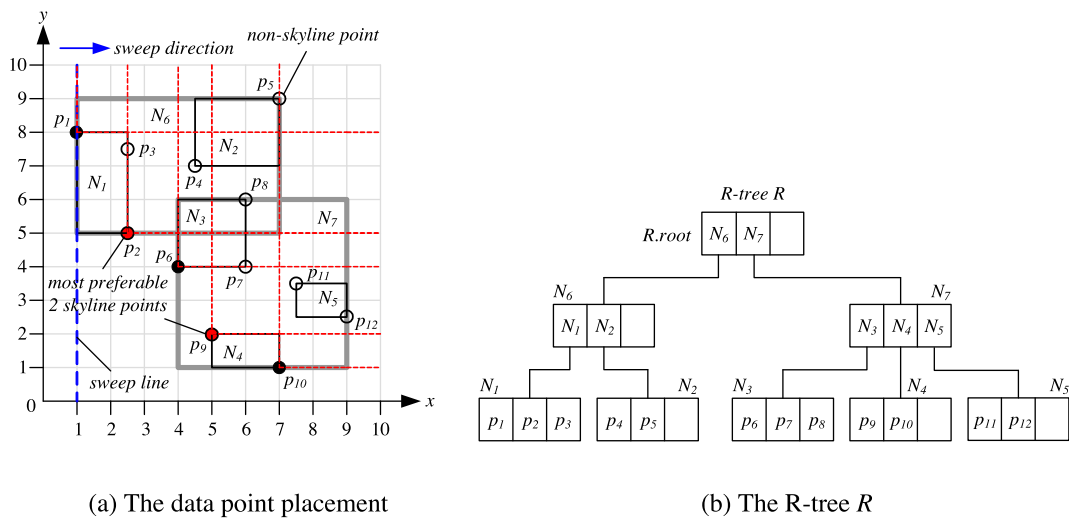 y
sweep direction
non-skyline point
10
9
8
7
6
5
4
3
2
1
0
1 2 3 4 5 6 7 8 9 10
x
p5
N6
p1
p3
N2
N1
p4
p8
N3
N7
p2
p6
p7
most preferable
2 skyline points
p11
N5
p12
p9
N4
sweep line
p10
(a) The data point placement
R-tree R
R.root
N6 N7
N6
N1 N2
N7
N3 N4 N5
N1
p1 p2 p3
N2
p4 p5
N3
p6 p7 p8
N4
p9 p10
N5
p11 p12
(b) The R-tree R